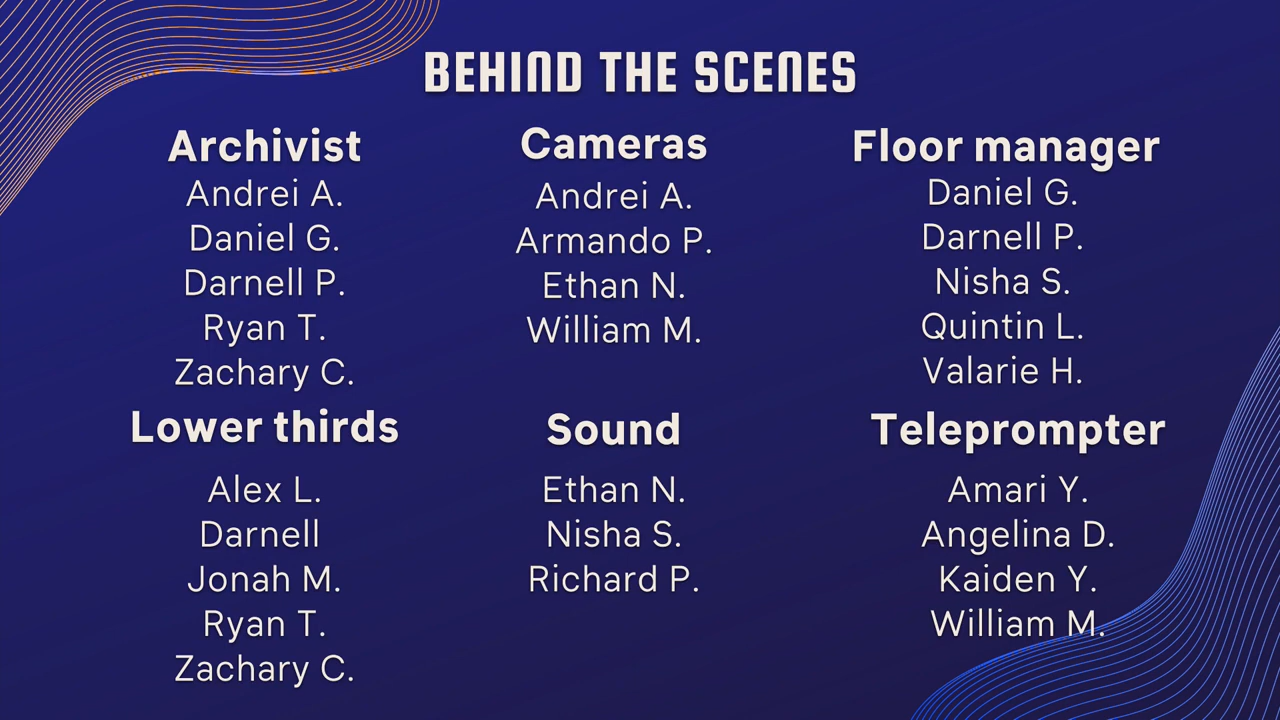 BEHIND THE SCENES
Archivist
Andrei A.
Daniel G.
Darnell P.
Ryan T.
Zachary C.
Cameras
Andrei A.
Armando P.
Ethan N.
William M.
Floor manager
Daniel G.
Darnell P.
Nisha S.
Quintin L.
Valarie H.
Lower thirds
Alex L.
Darnell
Jonah M.
Ryan T.
Zachary C.
Sound
Ethan N.
Nisha S.
Richard P.
Teleprompter
Amari Y.
Angelina D.
Kaiden Y.
William M.